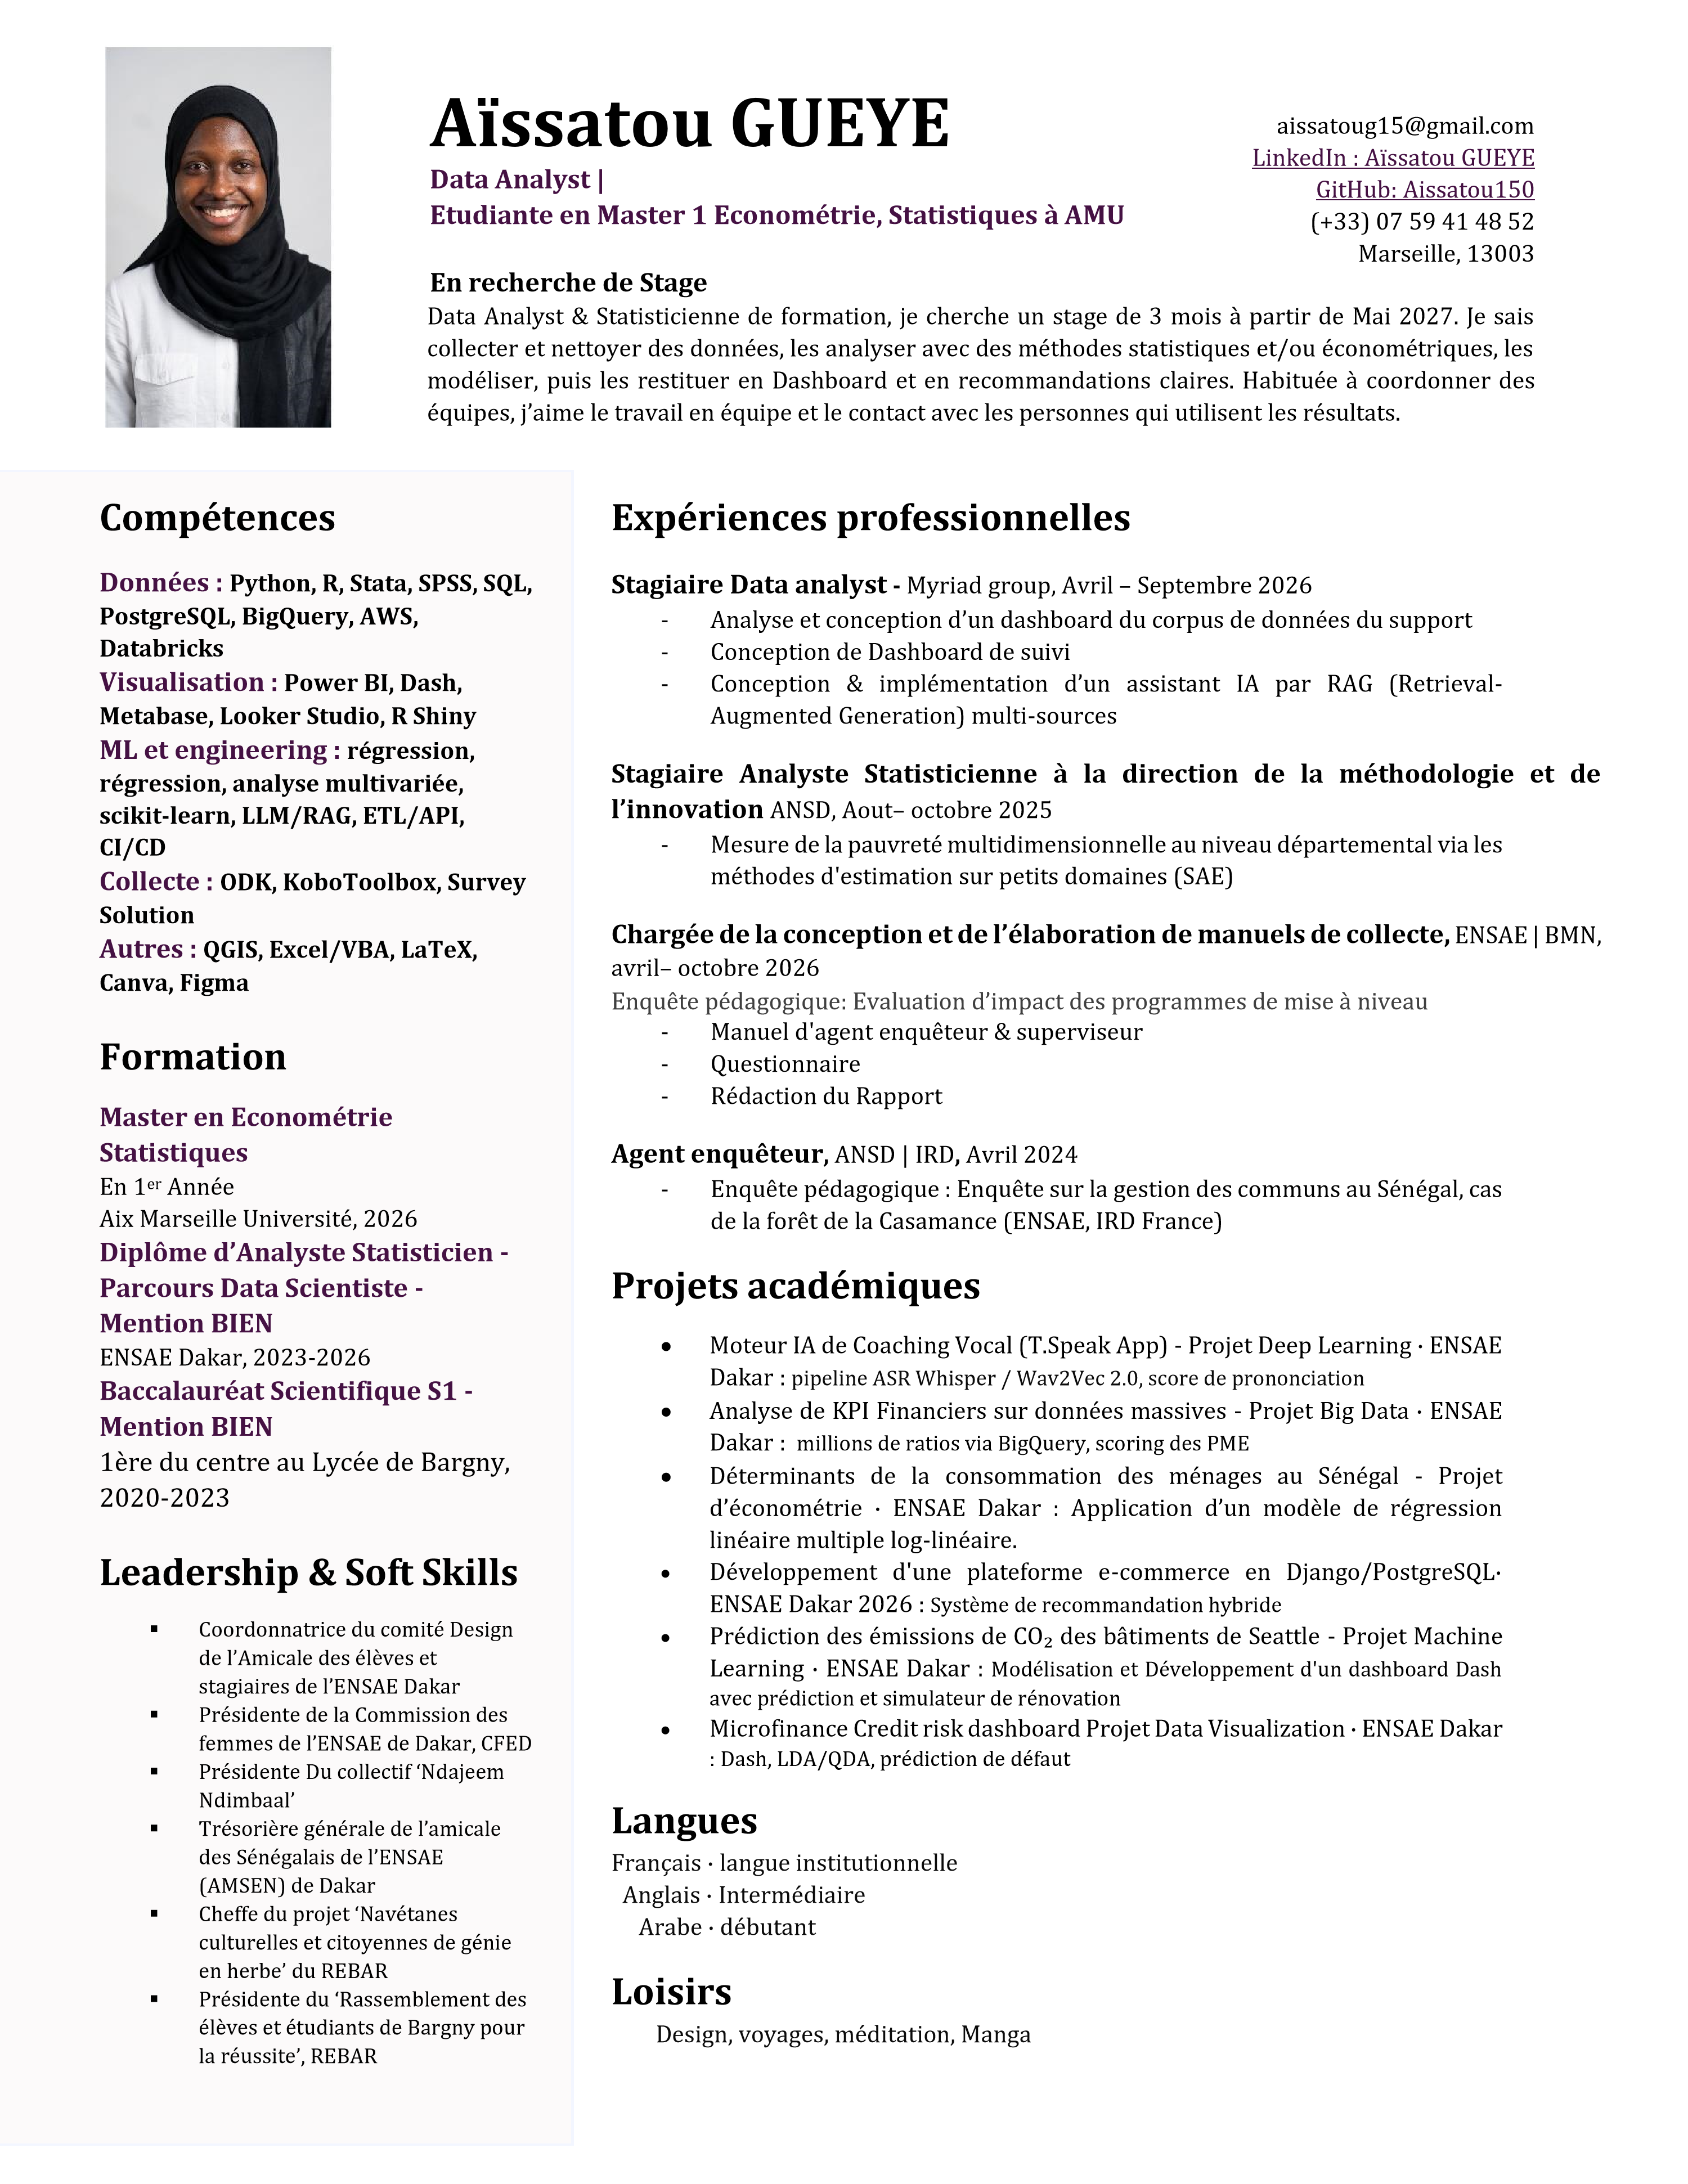 Aïssatou GUEYE
Data Analyst |
Etudiante en Master 1 Econométrie, Statistiques à AMU
aissatoug15@gmail.com
LinkedIn : Aïssatou GUEYE
GitHub: Aissatou150
(+33) 07 59 41 48 52
Marseille, 13003
En recherche de Stage
Data Analyst & Statisticienne de formation, je cherche un stage de 3 mois à partir de Mai 2027. Je sais
collecter et nettoyer des données, les analyser avec des méthodes statistiques et/ou économétriques, les
modéliser, puis les restituer en Dashboard et en recommandations claires. Habituée à coordonner des
équipes, j’aime le travail en équipe et le contact avec les personnes qui utilisent les résultats.
Compétences
Données : Python, R, Stata, SPSS, SQL,
PostgreSQL, BigQuery, AWS,
Databricks
Visualisation : Power BI, Dash,
Metabase, Looker Studio, R Shiny
ML et engineering : régression,
régression, analyse multivariée,
scikit-learn, LLM/RAG, ETL/API,
CI/CD
Collecte : ODK, KoboToolbox, Survey
Solution
Autres : QGIS, Excel/VBA, LaTeX,
Canva, Figma
Formation
Master en Econométrie
Statistiques
En 1er Année
Aix Marseille Université, 2026
Diplôme d’Analyste Statisticien -
Parcours Data Scientiste -
Mention BIEN
ENSAE Dakar, 2023-2026
Baccalauréat Scientifique S1 -
Mention BIEN
1ère du centre au Lycée de Bargny,
2020-2023
Leadership & Soft Skills
▪ Coordonnatrice du comité Design
de l’Amicale des élèves et
stagiaires de l’ENSAE Dakar
▪ Présidente de la Commission des
femmes de l’ENSAE de Dakar, CFED
▪ Présidente Du collectif ‘Ndajeem
Ndimbaal’
▪ Trésorière générale de l’amicale
des Sénégalais de l’ENSAE
(AMSEN) de Dakar
▪ Cheffe du projet ‘Navétanes
culturelles et citoyennes de génie
en herbe’ du REBAR
▪ Présidente du ‘Rassemblement des
élèves et étudiants de Bargny pour
la réussite’, REBAR
Expériences professionnelles
Stagiaire Data analyst - Myriad group, Avril – Septembre 2026
- Analyse et conception d’un dashboard du corpus de données du support
- Conception de Dashboard de suivi
- Conception & implémentation d’un assistant IA par RAG (Retrieval-
Augmented Generation) multi-sources
Stagiaire Analyste Statisticienne à la direction de la méthodologie et de
l’innovation ANSD, Aout– octobre 2025
- Mesure de la pauvreté multidimensionnelle au niveau départemental via les
méthodes d'estimation sur petits domaines (SAE)
Chargée de la conception et de l’élaboration de manuels de collecte, ENSAE | BMN,
avril– octobre 2026
Enquête pédagogique: Evaluation d’impact des programmes de mise à niveau
- Manuel d'agent enquêteur & superviseur
- Questionnaire
- Rédaction du Rapport
Agent enquêteur, ANSD | IRD, Avril 2024
- Enquête pédagogique : Enquête sur la gestion des communs au Sénégal, cas
de la forêt de la Casamance (ENSAE, IRD France)
Projets académiques
• Moteur IA de Coaching Vocal (T.Speak App) - Projet Deep Learning · ENSAE
Dakar : pipeline ASR Whisper / Wav2Vec 2.0, score de prononciation
• Analyse de KPI Financiers sur données massives - Projet Big Data · ENSAE
Dakar : millions de ratios via BigQuery, scoring des PME
• Déterminants de la consommation des ménages au Sénégal - Projet
d’économétrie · ENSAE Dakar : Application d’un modèle de régression
linéaire multiple log-linéaire.
• Développement d'une plateforme e-commerce en Django/PostgreSQL·
ENSAE Dakar 2026 : Système de recommandation hybride
• Prédiction des émissions de CO₂ des bâtiments de Seattle - Projet Machine
Learning · ENSAE Dakar : Modélisation et Développement d'un dashboard Dash
avec prédiction et simulateur de rénovation
• Microfinance Credit risk dashboard Projet Data Visualization · ENSAE Dakar
: Dash, LDA/QDA, prédiction de défaut
Langues
Français · langue institutionnelle
Anglais · Intermédiaire
Arabe · débutant
Loisirs
Design, voyages, méditation, Manga